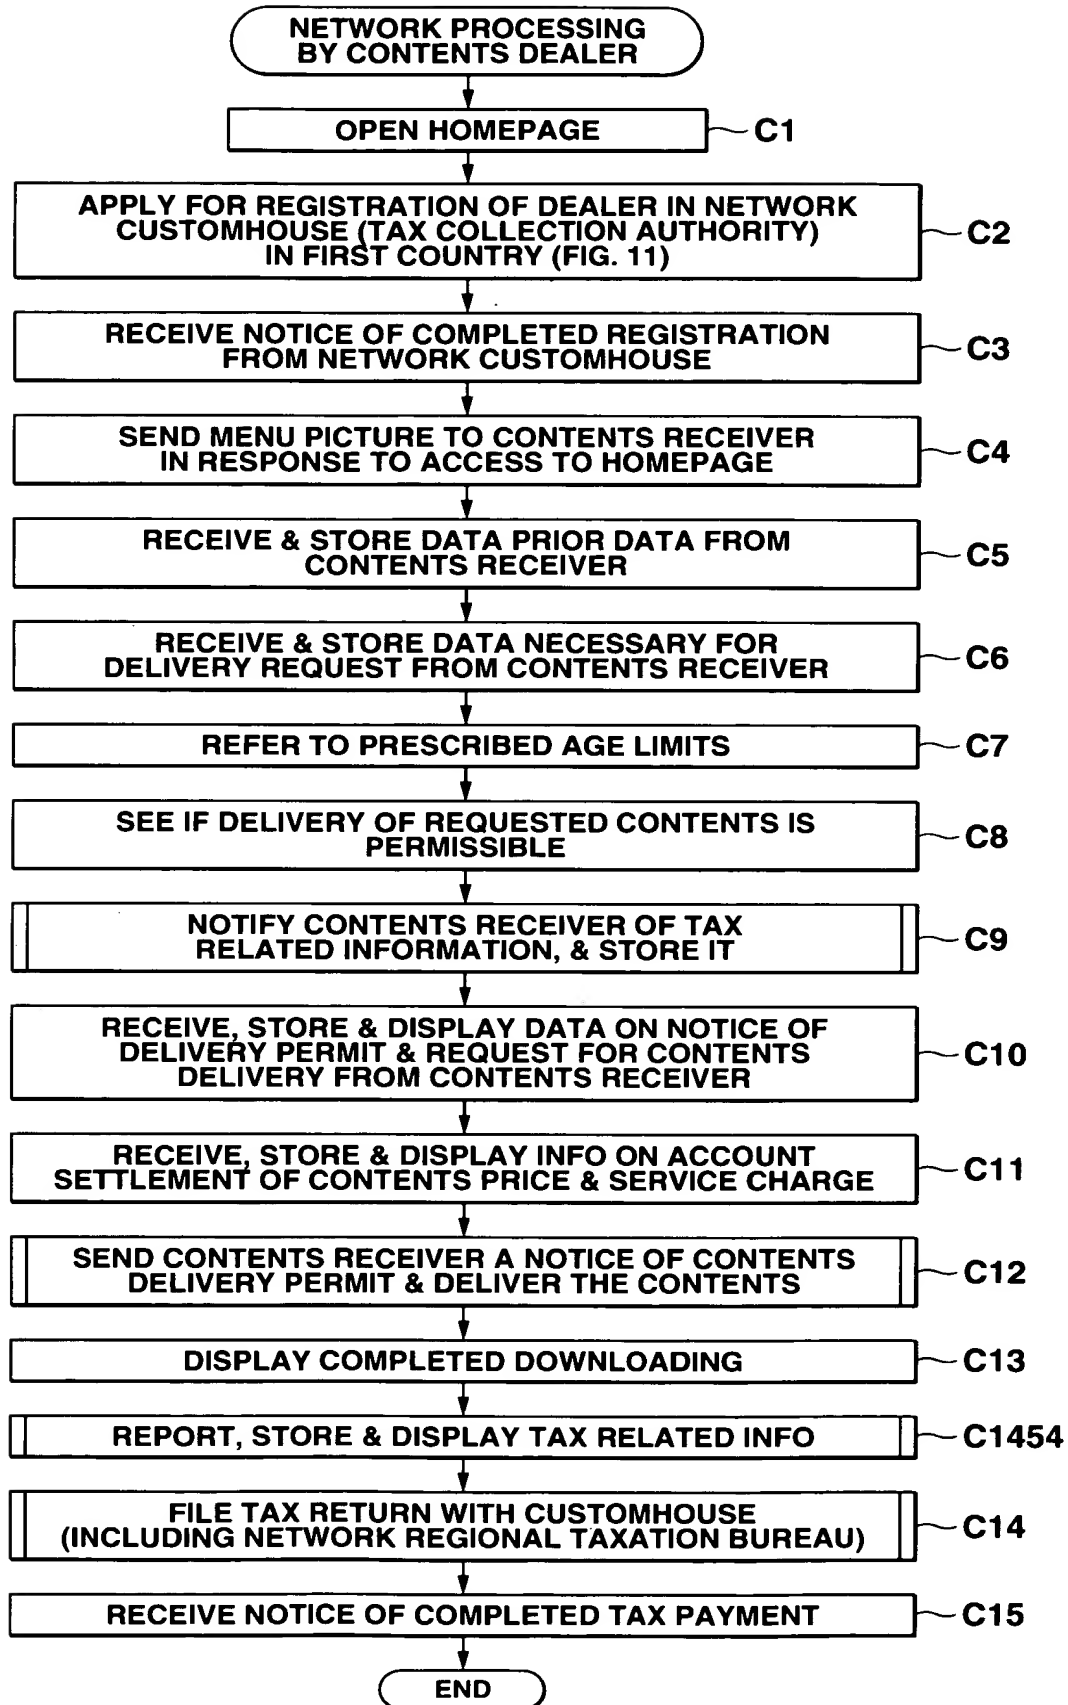 NETWORK PROCESSING
BY CONTENTS DEALER
OPEN HOMEPAGE
C1
APPLY FOR REGISTRATION OF DEALER IN NETWORK
CUSTOMHOUSE (TAX COLLECTION AUTHORITY)
IN FIRST COUNTRY (FIG. 11)
C2
RECEIVE NOTICE OF COMPLETED REGISTRATION
FROM NETWORK CUSTOMHOUSE
C3
SEND MENU PICTURE TO CONTENTS RECEIVER
IN RESPONSE TO ACCESS TO HOMEPAGE
C4
RECEIVE & STORE DATA PRIOR DATA FROM
CONTENTS RECEIVER
C5
RECEIVE & STORE DATA NECESSARY FOR
DELIVERY REQUEST FROM CONTENTS RECEIVER
C6
REFER TO PRESCRIBED AGE LIMITS
C7
SEE IF DELIVERY OF REQUESTED CONTENTS IS
PERMISSIBLE
C8
NOTIFY CONTENTS RECEIVER OF TAX
RELATED INFORMATION, & STORE IT
C9
RECEIVE, STORE & DISPLAY DATA ON NOTICE OF
DELIVERY PERMIT & REQUEST FOR CONTENTS
DELIVERY FROM CONTENTS RECEIVER
C10
RECEIVE, STORE & DISPLAY INFO ON ACCOUNT
SETTLEMENT OF CONTENTS PRICE & SERVICE CHARGE
C11
SEND CONTENTS RECEIVER A NOTICE OF CONTENTS
DELIVERY PERMIT & DELIVER THE CONTENTS
C12
DISPLAY COMPLETED DOWNLOADING
C13
REPORT, STORE & DISPLAY TAX RELATED INFO
C1454
FILE TAX RETURN WITH CUSTOMHOUSE
(INCLUDING NETWORK REGIONAL TAXATION BUREAU)
C14
RECEIVE NOTICE OF COMPLETED TAX PAYMENT
C15
END